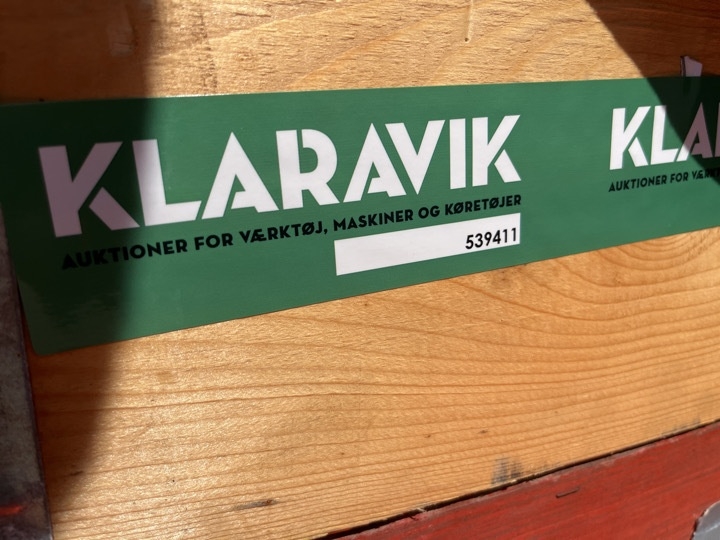 KLARAVIK
AUKTIONER FOR VÆRKTØJ, MASKINER OG KØRETØJER
539411
KLA
AUKTIONER FOR